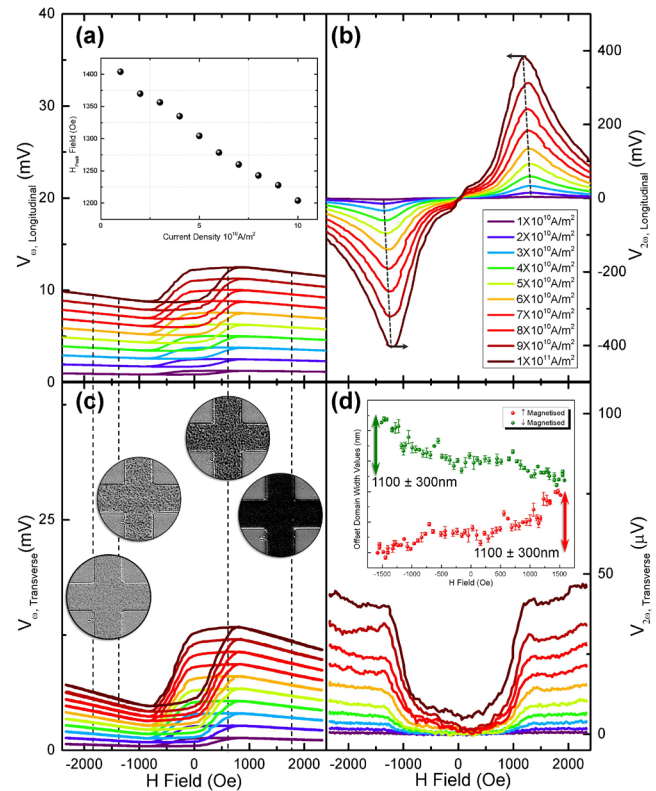 (a)
40
30
20
10
0
V_ω, Longitudinal (mV)
1400
1350
1300
1250
1200
H_Peak Field (Oe)
0
5
10
Current Density 10^10A/m^2
(b)
400
200
0
-200
-400
V_2ω, Longitudinal (mV)
1X10^10A/m^2
2X10^10A/m^2
3X10^10A/m^2
4X10^10A/m^2
5X10^10A/m^2
6X10^10A/m^2
7X10^10A/m^2
8X10^10A/m^2
9X10^10A/m^2
1X10^11A/m^2
(c)
25
0
V_ω, Transverse (mV)
-2000 -1000 0 1000 2000
H Field (Oe)
(d)
100
50
0
V_2ω, Transverse (μV)
↑ Magnetised
↓ Magnetised
1100 ± 300nm
1100 ± 300nm
Offset Domain Width Values (nm)
-1500 -1000 -500 0 500 1000 1500
H Field (Oe)
-2000 -1000 0 1000 2000
H Field (Oe)